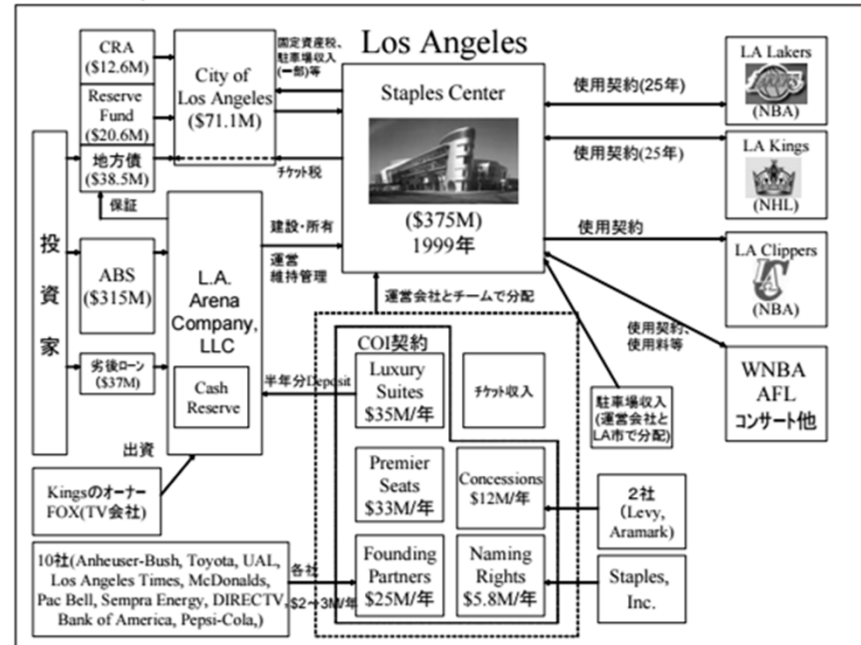 Los Angeles
CRA
($12.6M)
Reserve
Fund
($20.6M)
地方債
($38.5M)
City of
Los Angeles
($71.1M)
固定資産税、
駐車場収入
(一部)等
チケット税
Staples Center
($375M)
1999年
使用契約(25年)
使用契約(25年)
使用契約
使用契約、
使用料等
LA Lakers
(NBA)
LA Kings
(NHL)
LA Clippers
(NBA)
WNBA
AFL
コンサート他
投
資
家
保証
ABS
($315M)
劣後ローン
($37M)
L.A.
Arena
Company,
LLC
Cash
Reserve
建設・所有
運営
維持管理
運営会社とチームで分配
半年分Deposit
出資
KingsのオーナーFOX(TV会社)
COI契約
Luxury
Suites
$35M/年
チケット収入
Premier
Seats
$33M/年
Concessions
$12M/年
Founding
Partners
$25M/年
Naming
Rights
$5.8M/年
駐車場収入
(運営会社と
LA市で分配)
2社
(Levy,
Aramark)
Staples,
Inc.
10社(Anheuser-Bush, Toyota, UAL,
Los Angeles Times, McDonalds,
Pac Bell, Sempra Energy, DIRECTV,
Bank of America, Pepsi-Cola,)
各社
$2～3M/年